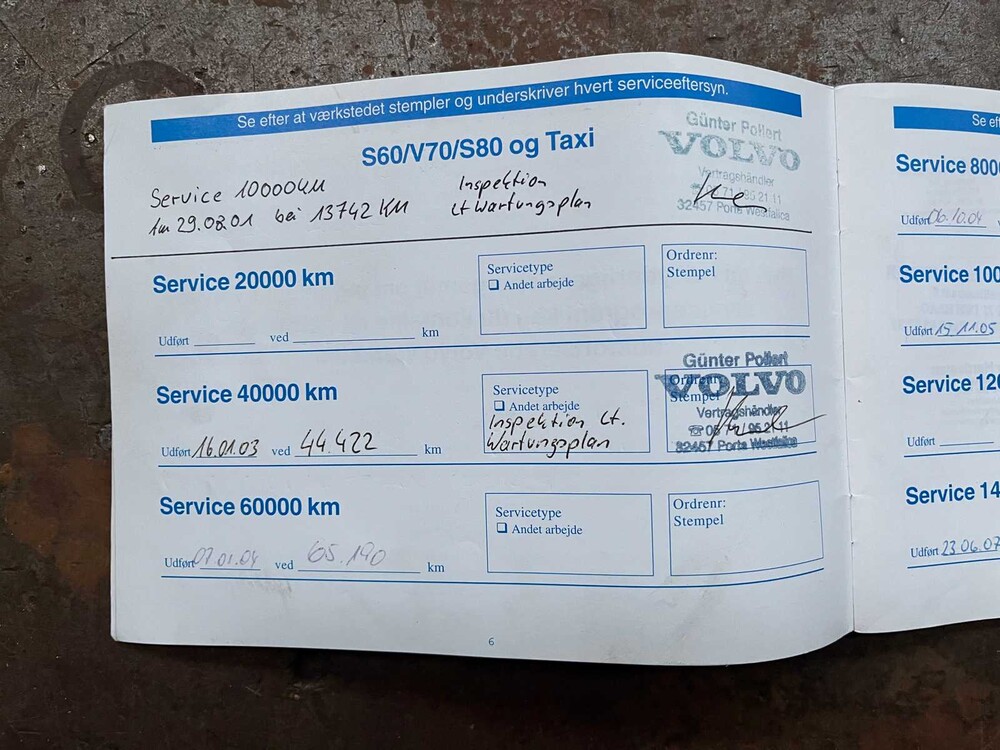 Se efter at værkstedet stempler og underskriver hvert serviceeftersyn.
S60/V70/S80 og Taxi
Service 10000 KM
Am 29.0201 bei 13742 KM
Inspektion
Lt Wartungsplan
Günter Pollert
VOLVO
Vertragshändler
32457 Porta Westfalica
Service 20000 km
Udført ved km
Servicetype
Andet arbejde
Ordrenr:
Stempel
Service 40000 km
Udført 16.01.03 ved 44.422 km
Servicetype
Andet arbejde
Inspektion Lt.
Wartungsplan
Ordrenr:
Stempel
Günter Pollert
VOLVO
Vertragshändler
32457 Porta Westfalica
Service 60000 km
Udført 07.01.04 ved 65.190 km
Servicetype
Andet arbejde
Ordrenr:
Stempel
6
Se eft
Service 800
Udført 06.10.04
Service 100
Udført 15.11.05
Service 120
Udført
Service 14
Udført 23.06.07